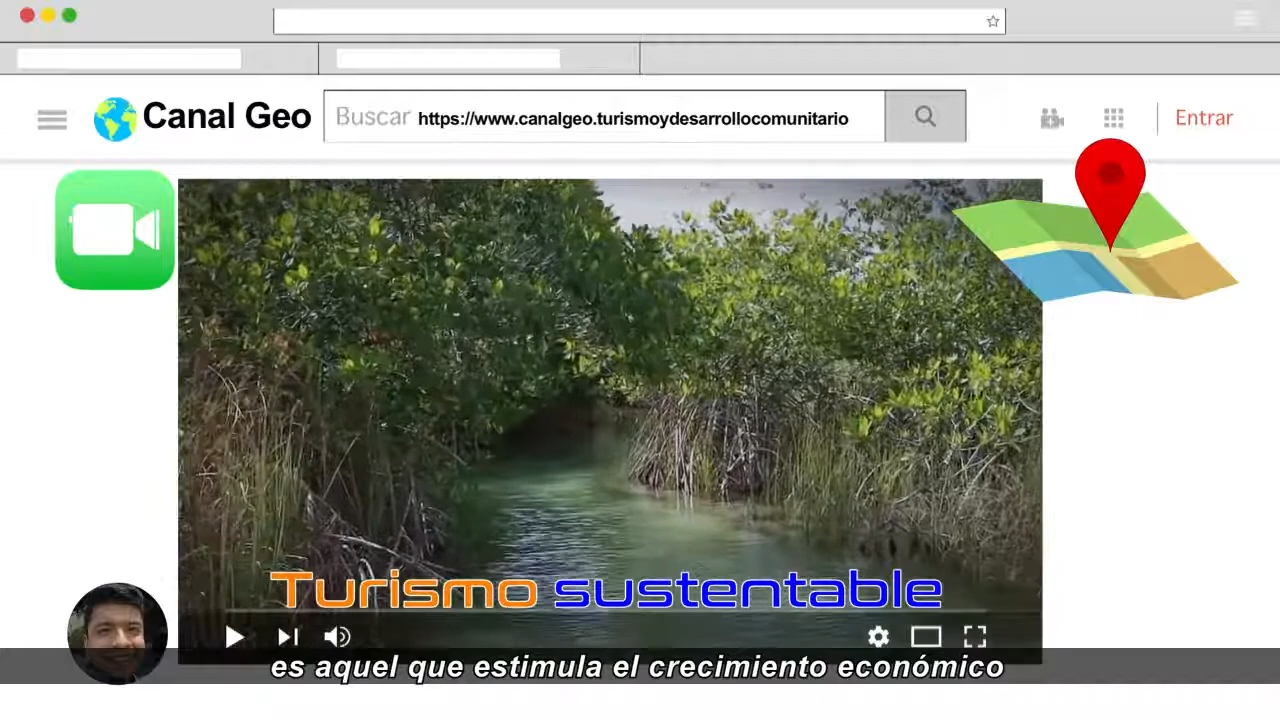 Canal Geo
Buscar https://www.canalgeo.turismoydesarrollocomunitario
Entrar
Turismo sustentable
es aquel que estimula el crecimiento económico